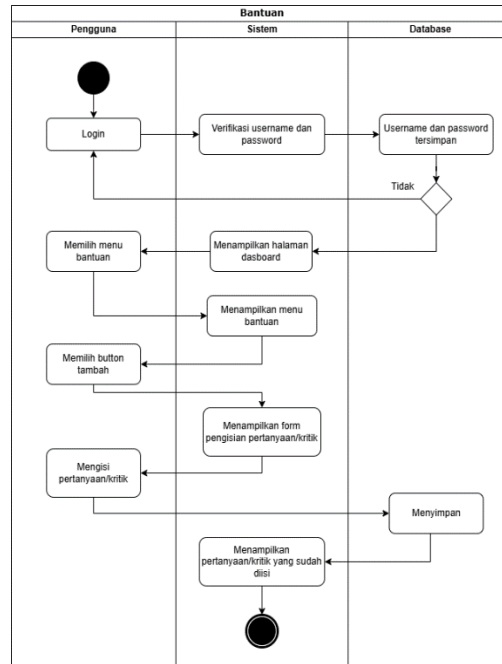 Bantuan
Pengguna
Sistem
Database
Login
Verifikasi username dan
password
Username dan password
tersimpan
Tidak
Memilih menu
bantuan
Menampilkan halaman
dasboard
Menampilkan menu
bantuan
Memilih button
tambah
Menampilkan form
pengisian pertanyaan/kritik
Mengisi
pertanyaan/kritik
Menyimpan
Menampilkan
pertanyaan/kritik yang sudah
diisi